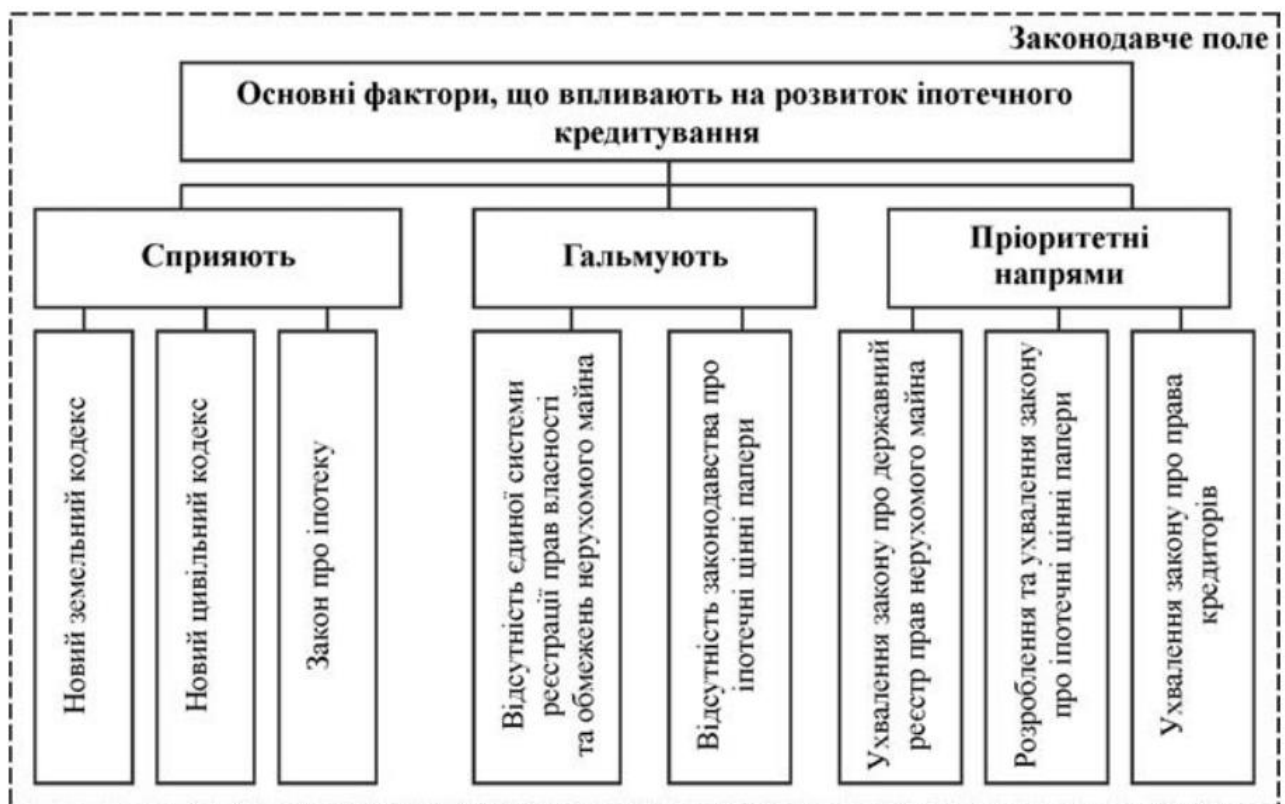 Законодавче поле
Основні фактори, що впливають на розвиток іпотечного
кредитування
Сприяють
Гальмують
Пріоритетні
напрями
Новий земельний кодекс
Новий цивільний кодекс
Закон про іпотеку
Відсутність єдиної системи
реєстрації прав власності
та обмежень нерухомого майна
Відсутність законодавства про
іпотечні цінні папери
Ухвалення закону про державний
реєстр прав нерухомого майна
Розроблення та ухвалення закону
про іпотечні цінні папери
Ухвалення закону про права
кредиторів